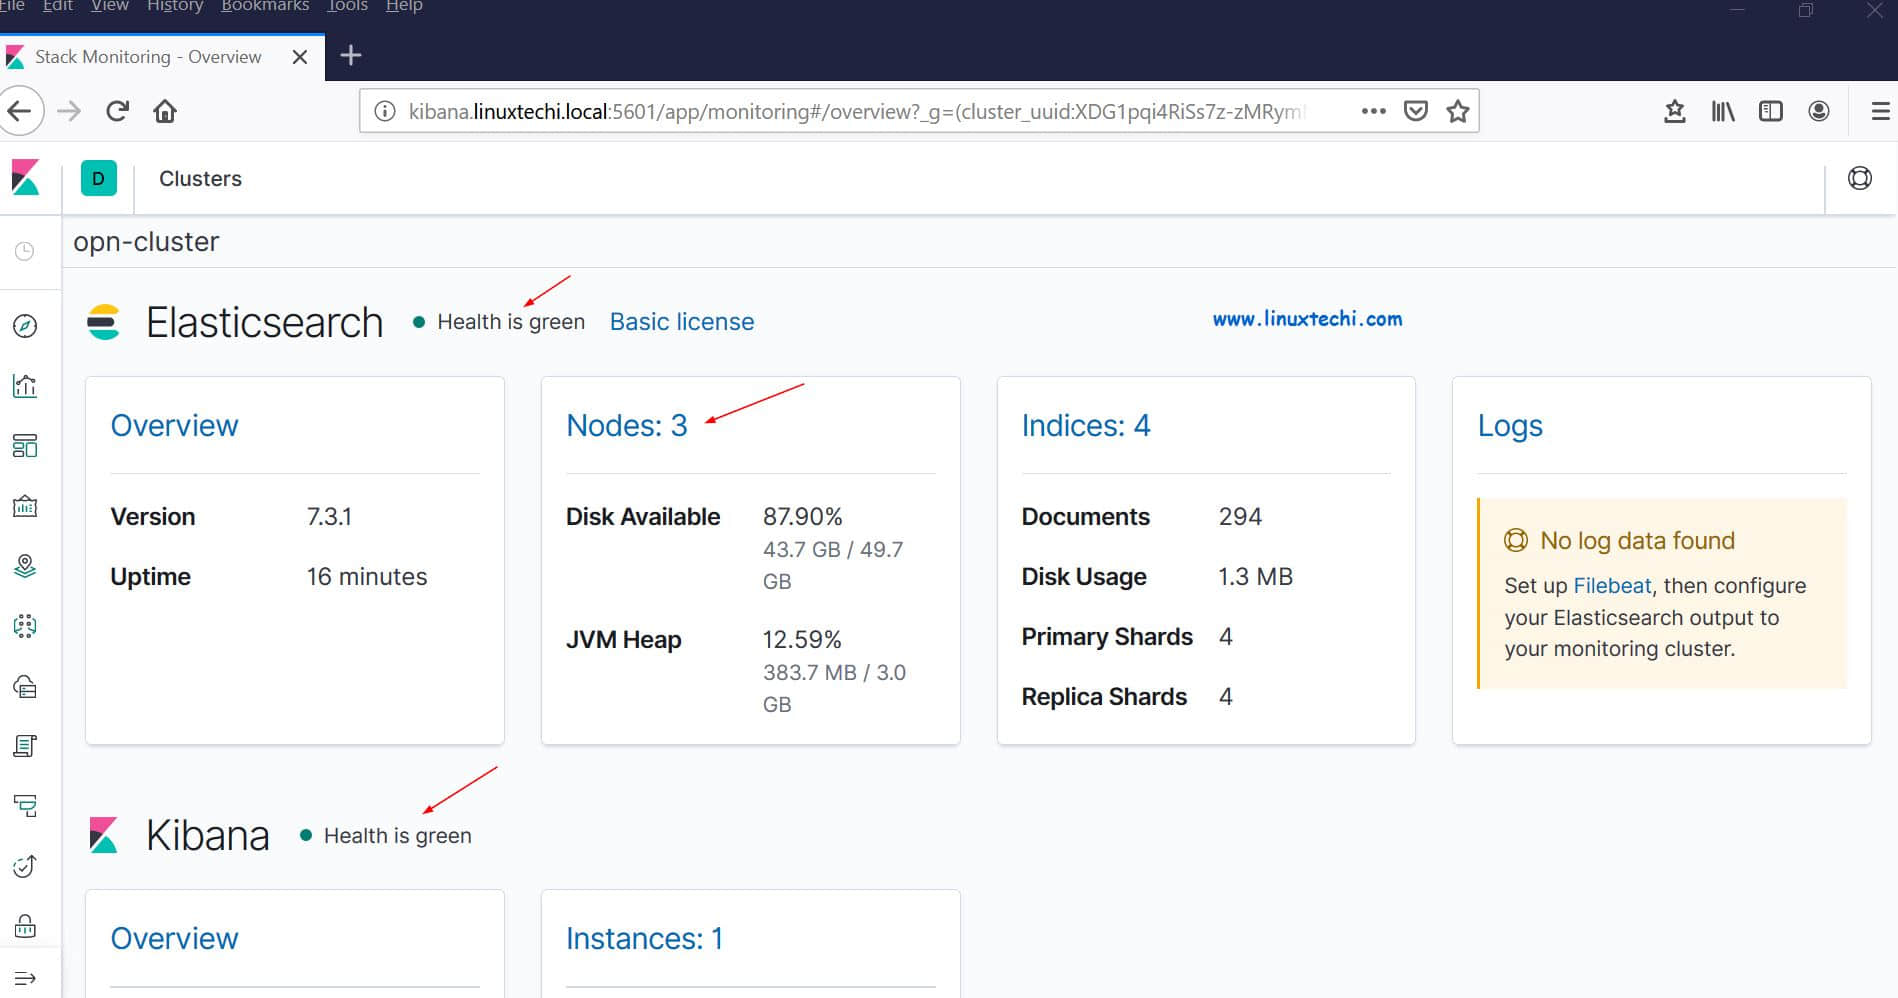 File Edit View History Bookmarks Tools Help
Stack Monitoring - Overview
kibana.linuxtechi.local:5601/app/monitoring#/overview?_g=(cluster_uuid:XDG1pqi4RiSs7z-zMRym
D Clusters
opn-cluster
Elasticsearch Health is green Basic license www.linuxtechi.com
Overview
Version 7.3.1
Uptime 16 minutes
Nodes: 3
Disk Available 87.90%
43.7 GB / 49.7
GB
JVM Heap 12.59%
383.7 MB / 3.0
GB
Indices: 4
Documents 294
Disk Usage 1.3 MB
Primary Shards 4
Replica Shards 4
Logs
No log data found
Set up Filebeat, then configure
your Elasticsearch output to
your monitoring cluster.
Kibana Health is green
Overview
Instances: 1